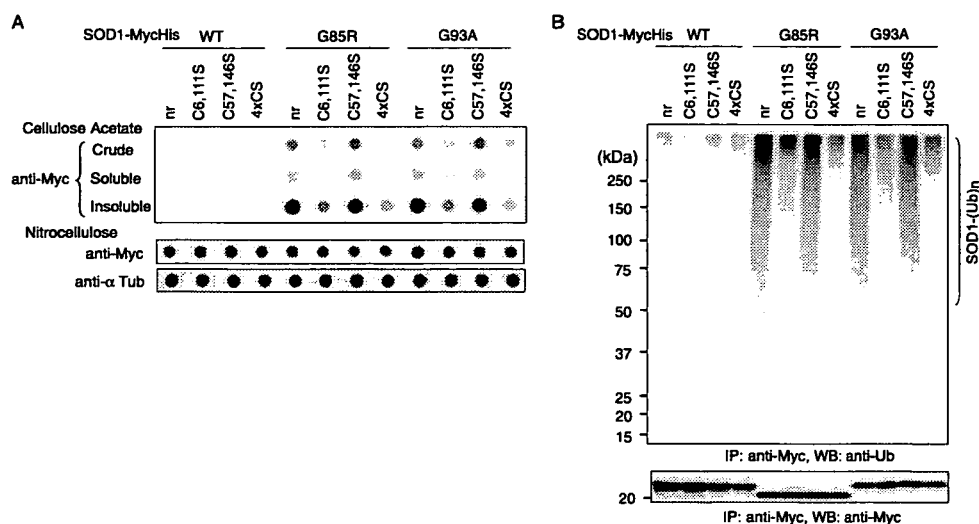 A
SOD1-MycHis WT G85R G93A
nr C6,111S C57,146S 4xCS nr C6,111S C57,146S 4xCS nr C6,111S C57,146S 4xCS
Cellulose Acetate
Crude
anti-Myc Soluble
Insoluble
Nitrocellulose
anti-Myc
anti-α Tub
B
SOD1-MycHis WT G85R G93A
nr C6,111S C57,146S 4xCS nr C6,111S C57,146S 4xCS nr C6,111S C57,146S 4xCS
(kDa)
250
150
100
75
50
37
25
20
15
SOD1-(Ub)n
IP: anti-Myc, WB: anti-Ub
20
IP: anti-Myc, WB: anti-Myc